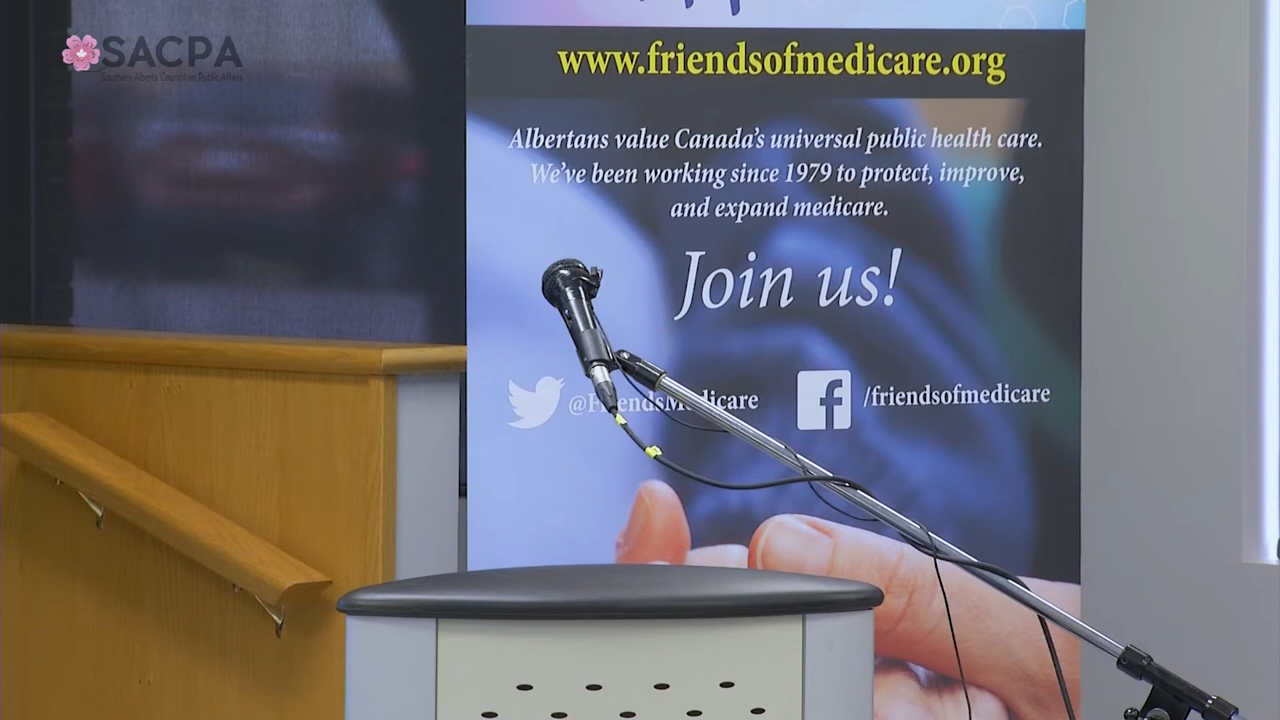 SACPA
Southern Alberta Council on Public Affairs
www.friendsofmedicare.org
Albertans value Canada's universal public health care.
We've been working since 1979 to protect, improve,
and expand medicare.
Join us!
@FriendsMedicare
/friendsofmedicare